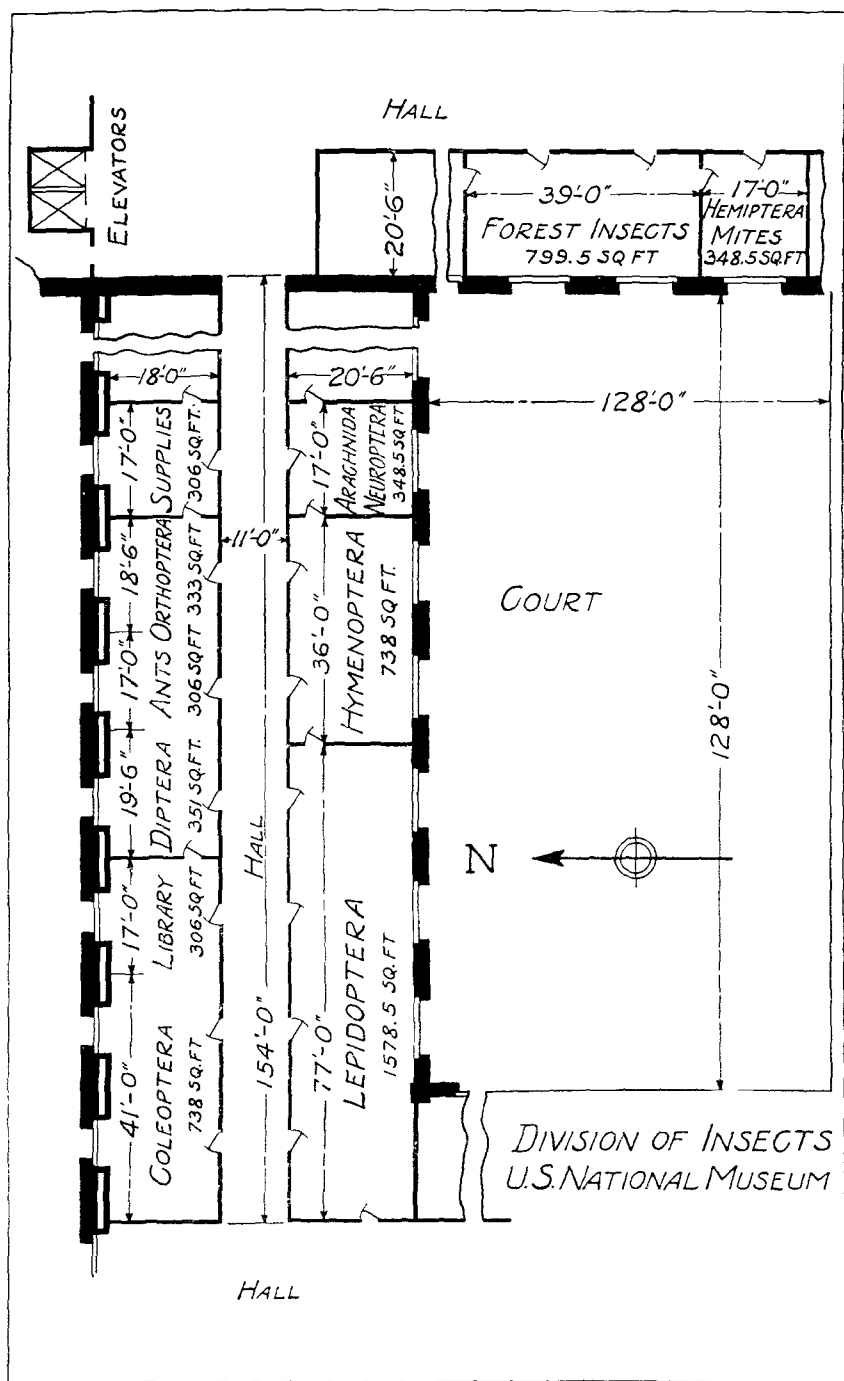 HALL
ELEVATORS
20'-6"
39'-0"
FOREST INSECTS
799.5 SQ FT
17'-0"
HEMIPTERA
MITES
348.5 SQ FT
18'-0"
17'-0"
SUPPLIES
306 SQ. FT.
18'-6"
ORTHOPTERA
333 SQ. FT
17'-0"
ANTS
306 SQ FT
19'-6"
DIPTERA
351 SQ. FT.
17'-0"
LIBRARY
306 SQ FT
41'-0"
COLEOPTERA
738 SQ. FT
11'-0"
HALL
154'-0"
20'-6"
17'-0"
ARACHNIDA
NEUROPTERA
348.5 SQ FT
36'-0"
HYMENOPTERA
738 SQ FT.
77'-0"
LEPIDOPTERA
1578.5 SQ. FT
128'-0"
COURT
128'-0"
N
DIVISION OF INSECTS
U.S. NATIONAL MUSEUM
HALL